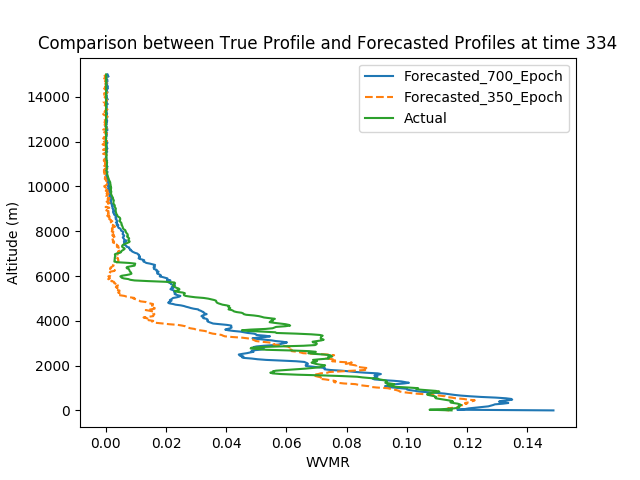 Comparison between True Profile and Forecasted Profiles at time 334
Forecasted_700_Epoch
Forecasted_350_Epoch
Actual
14000
12000
10000
8000
6000
4000
2000
0
Altitude (m)
0.00 0.02 0.04 0.06 0.08 0.10 0.12 0.14
WVMR